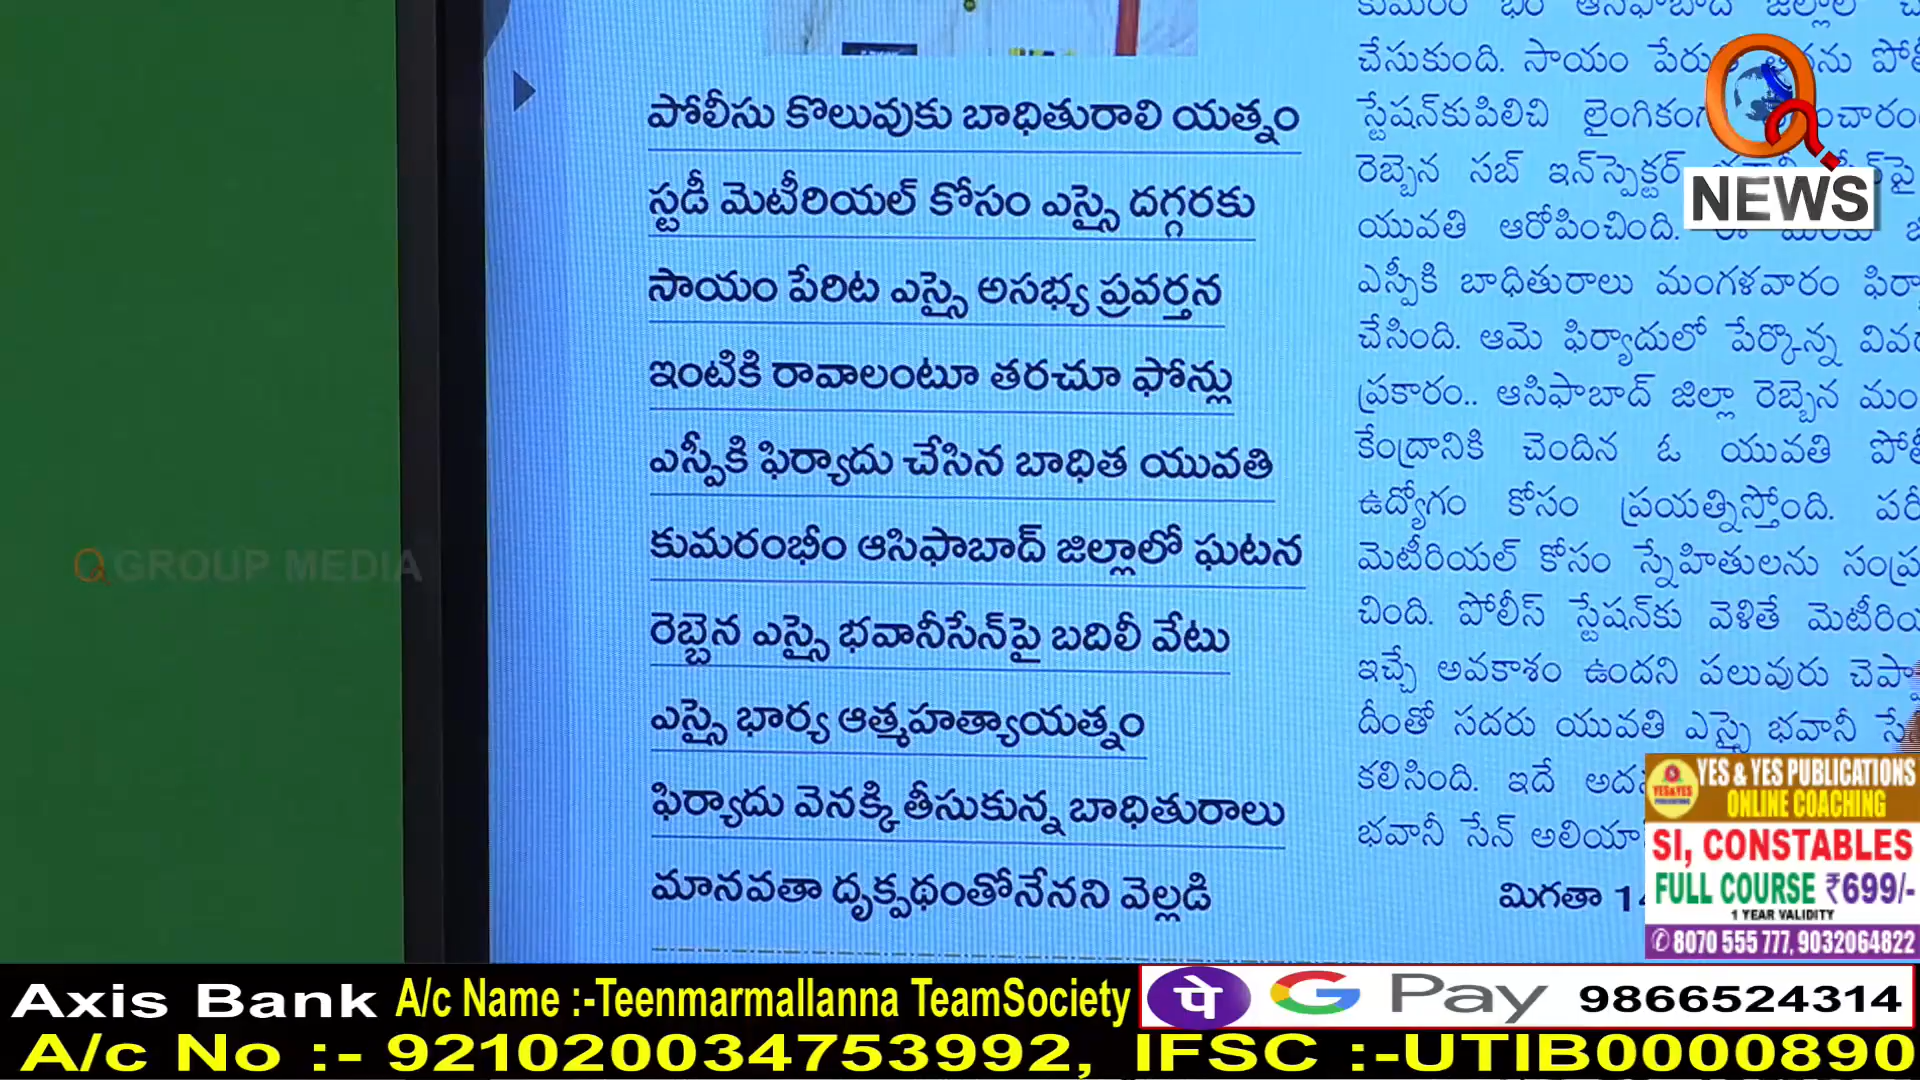 పోలీసు కొలువుకు బాధితురాలి యత్నం
స్టడీ మెటీరియల్ కోసం ఎస్సై దగ్గరకు
సాయం పేరిట ఎస్సై అసభ్య ప్రవర్తన
ఇంటికి రావాలంటూ తరచూ ఫోన్లు
ఎస్పీకి ఫిర్యాదు చేసిన బాధిత యువతి
కుమరంభీం ఆసిఫాబాద్ జిల్లాలో ఘటన
రెబ్బెన ఎస్సై భవానీసేన్‌పై బదిలీ వేటు
ఎస్సై భార్య ఆత్మహత్యాయత్నం
ఫిర్యాదు వెనక్కి తీసుకున్న బాధితురాలు
మానవతా దృక్పథంతోనేనని వెల్లడి
చేసుకుంది. సాయం
స్టేషన్‌కుపిలిచి
రెబ్బెన సబ్ ఇన్‌స్పెక్టర్
యువతి ఆరోపించింది.
ఎస్పీకి బాధితురాలు మంగళవారం
చేసింది. ఆమె ఫిర్యాదులో పేర్కొన్న
ప్రకారం.. ఆసిఫాబాద్ జిల్లా రెబ్బెన
కేంద్రానికి చెందిన ఓ యువతి
ఉద్యోగం కోసం ప్రయత్నిస్తోంది.
మెటీరియల్ కోసం స్నేహితులను
చింది. పోలీస్ స్టేషన్‌కు వెళితే
ఇచ్చే అవకాశం ఉందని పలువురు
దీంతో సదరు యువతి ఎస్సై భవానీ
కలిసింది. ఇదే
భవానీ సేన్
మిగతా
Q NEWS
Q GROUP MEDIA
YES & YES PUBLICATIONS
ONLINE COACHING
SI, CONSTABLES
FULL COURSE ₹699/-
1 YEAR VALIDITY
8070 555 777, 9032064822
Axis Bank A/c Name :-Teenmarmallanna TeamSociety
पे G Pay 9866524314
A/c No :- 921020034753992, IFSC :-UTIB0000890